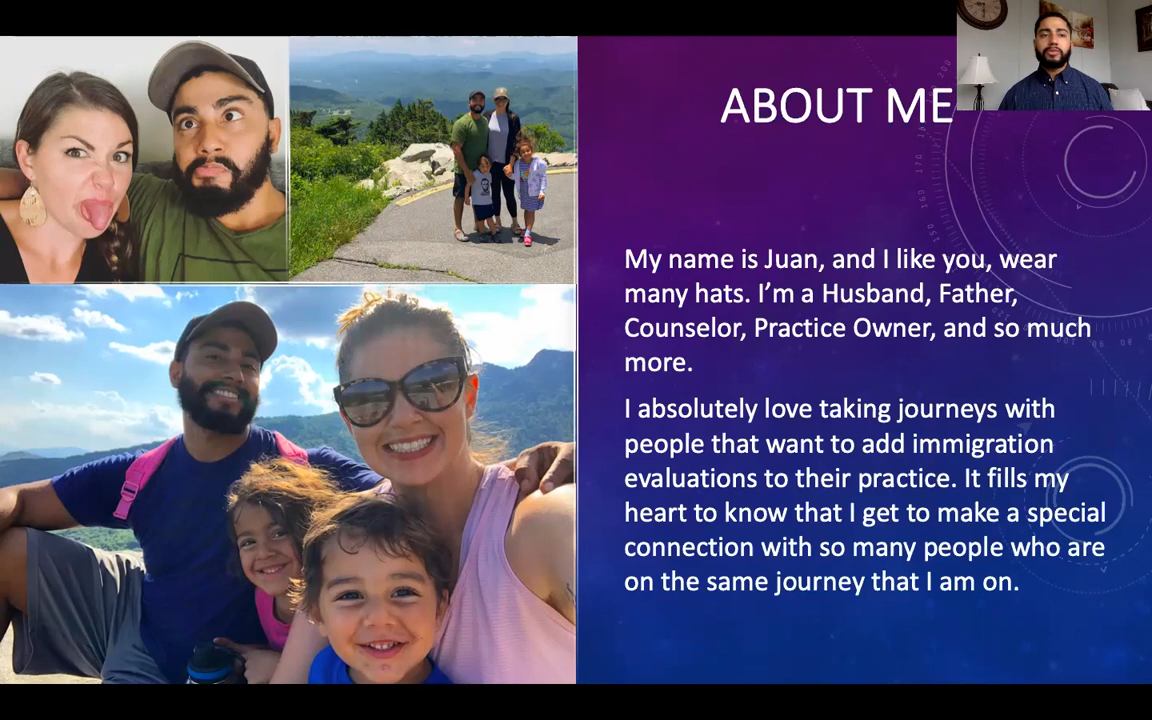 ABOUT ME
My name is Juan, and I like you, wear
many hats. I’m a Husband, Father,
Counselor, Practice Owner, and so much
more.
I absolutely love taking journeys with
people that want to add immigration
evaluations to their practice. It fills my
heart to know that I get to make a special
connection with so many people who are
on the same journey that I am on.